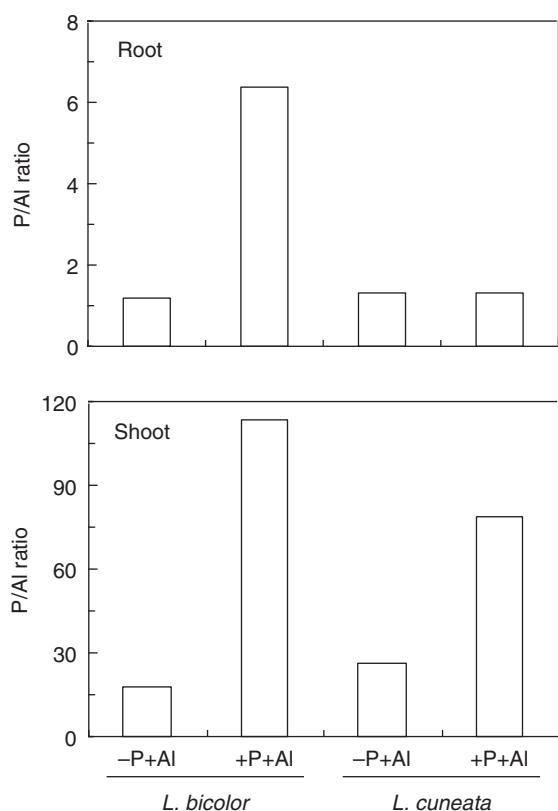 8
Root
6
P/Al ratio
4
2
0
120
Shoot
90
P/Al ratio
60
30
0
–P+Al +P+Al –P+Al +P+Al
L. bicolor L. cuneata